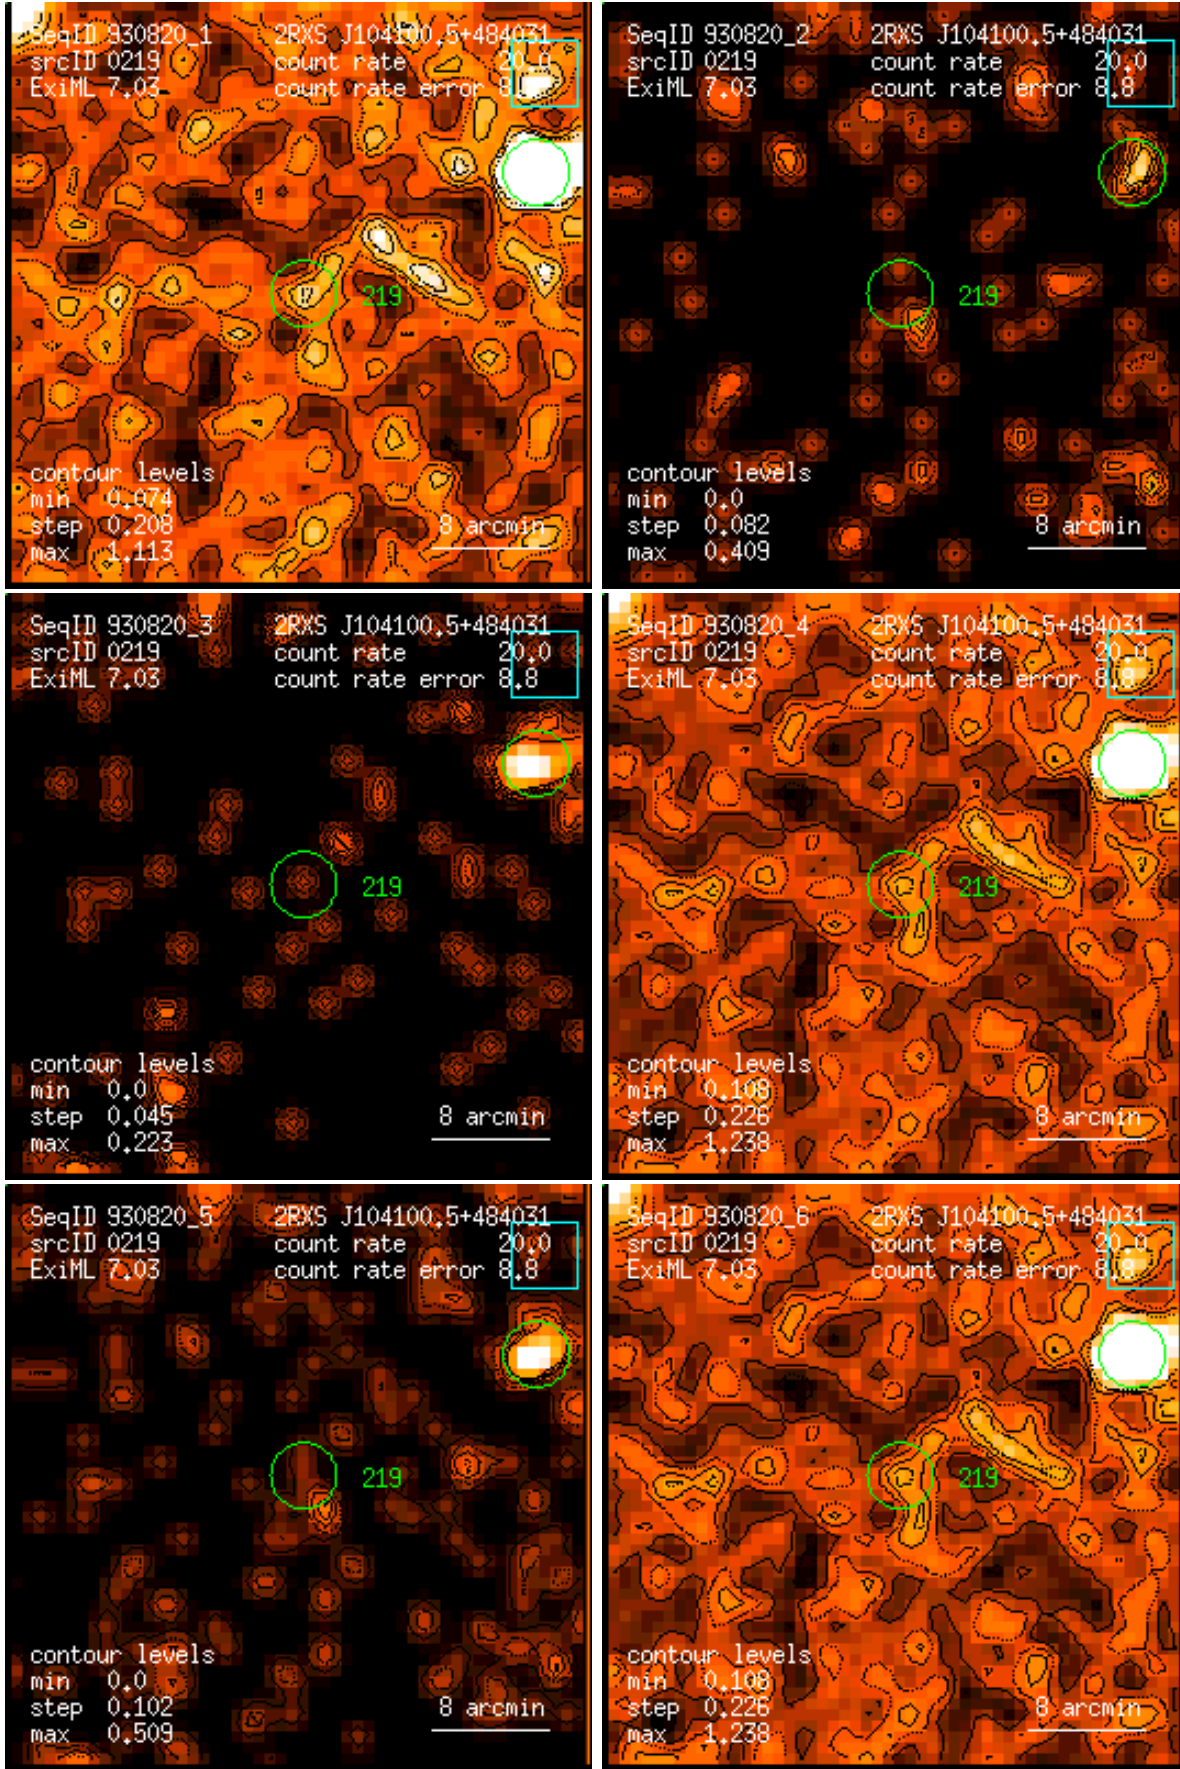 SeqID 930820_1 2RXS J104100.5+484031
srcID 0219 count rate 20.0
ExiML 7.03 count rate error 8.8
219
contour levels
min 0.074
step 0.208
max 1.113
8 arcmin
SeqID 930820_2 2RXS J104100.5+484031
srcID 0219 count rate 20.0
ExiML 7.03 count rate error 8.8
219
contour levels
min 0.0
step 0.082
max 0.409
8 arcmin
SeqID 930820_3 2RXS J104100.5+484031
srcID 0219 count rate 20.0
ExiML 7.03 count rate error 8.8
219
contour levels
min 0.0
step 0.045
max 0.223
8 arcmin
SeqID 930820_4 2RXS J104100.5+484031
srcID 0219 count rate 20.0
ExiML 7.03 count rate error 8.8
219
contour levels
min 0.108
step 0.226
max 1.238
8 arcmin
SeqID 930820_5 2RXS J104100.5+484031
srcID 0219 count rate 20.0
ExiML 7.03 count rate error 8.8
219
contour levels
min 0.0
step 0.102
max 0.509
8 arcmin
SeqID 930820_6 2RXS J104100.5+484031
srcID 0219 count rate 20.0
ExiML 7.03 count rate error 8.8
219
contour levels
min 0.108
step 0.226
max 1.238
8 arcmin